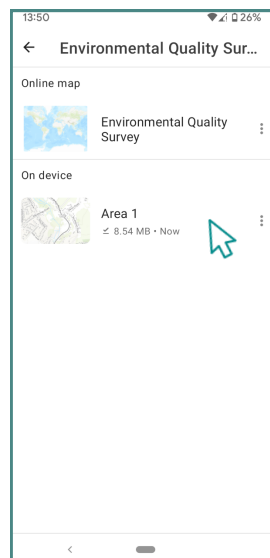 13:50 26%
Environmental Quality Sur...
Online map
Environmental Quality
Survey
On device
Area 1
8.54 MB • Now